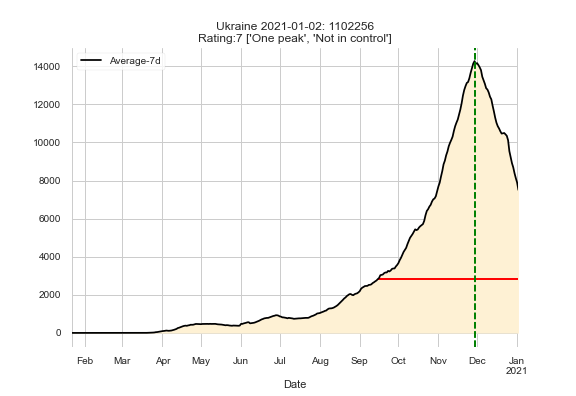 Ukraine 2021-01-02: 1102256
Rating:7 ['One peak', 'Not in control']
Average-7d
14000
12000
10000
8000
6000
4000
2000
0
Feb Mar Apr May Jun Jul Aug Sep Oct Nov Dec Jan
2021
Date